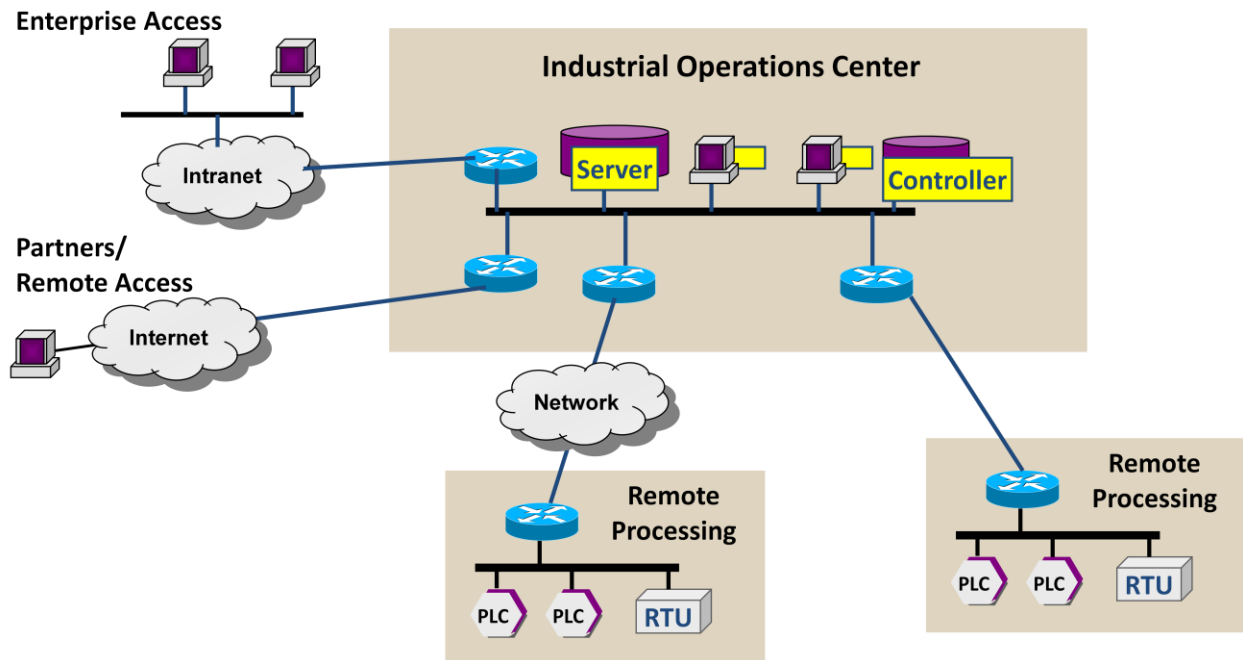 Enterprise Access
Industrial Operations Center
Intranet
Server
Controller
Partners/
Remote Access
Internet
Network
Remote
Processing
PLC
PLC
RTU
Remote
Processing
PLC
PLC
RTU